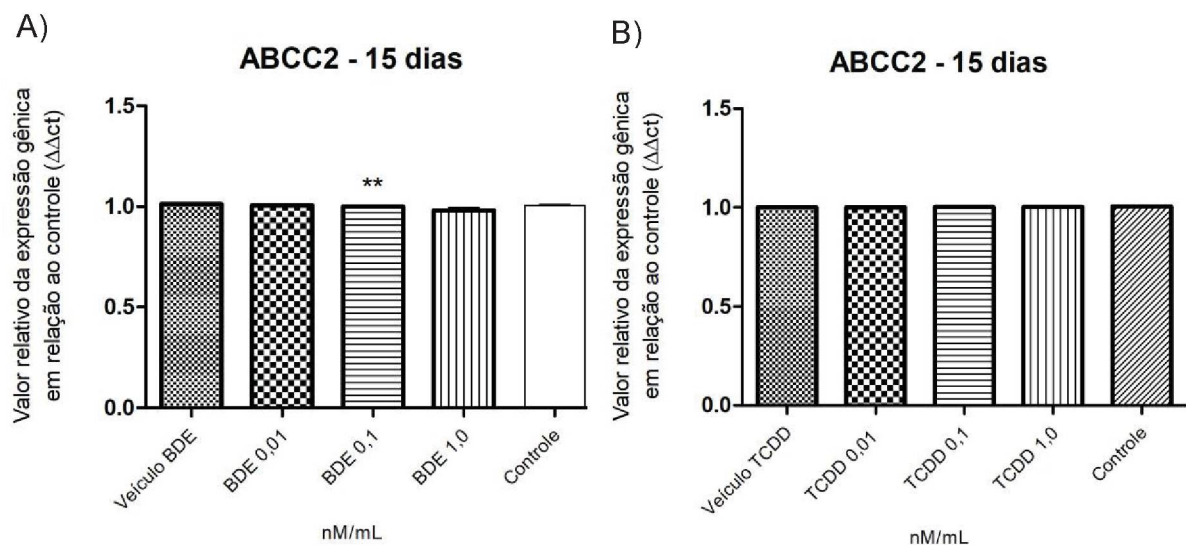 A)
ABCC2 - 15 dias
Valor relativo da expressão gênica
em relação ao controle (ΔΔct)
1.5
1.0
0.5
0.0
**
Veículo BDE
BDE 0,01
BDE 0,1
BDE 1,0
Controle
nM/mL
B)
ABCC2 - 15 dias
Valor relativo da expressão gênica
em relação ao controle (ΔΔct)
1.5
1.0
0.5
0.0
Veículo TCDD
TCDD 0,01
TCDD 0,1
TCDD 1,0
Controle
nM/mL